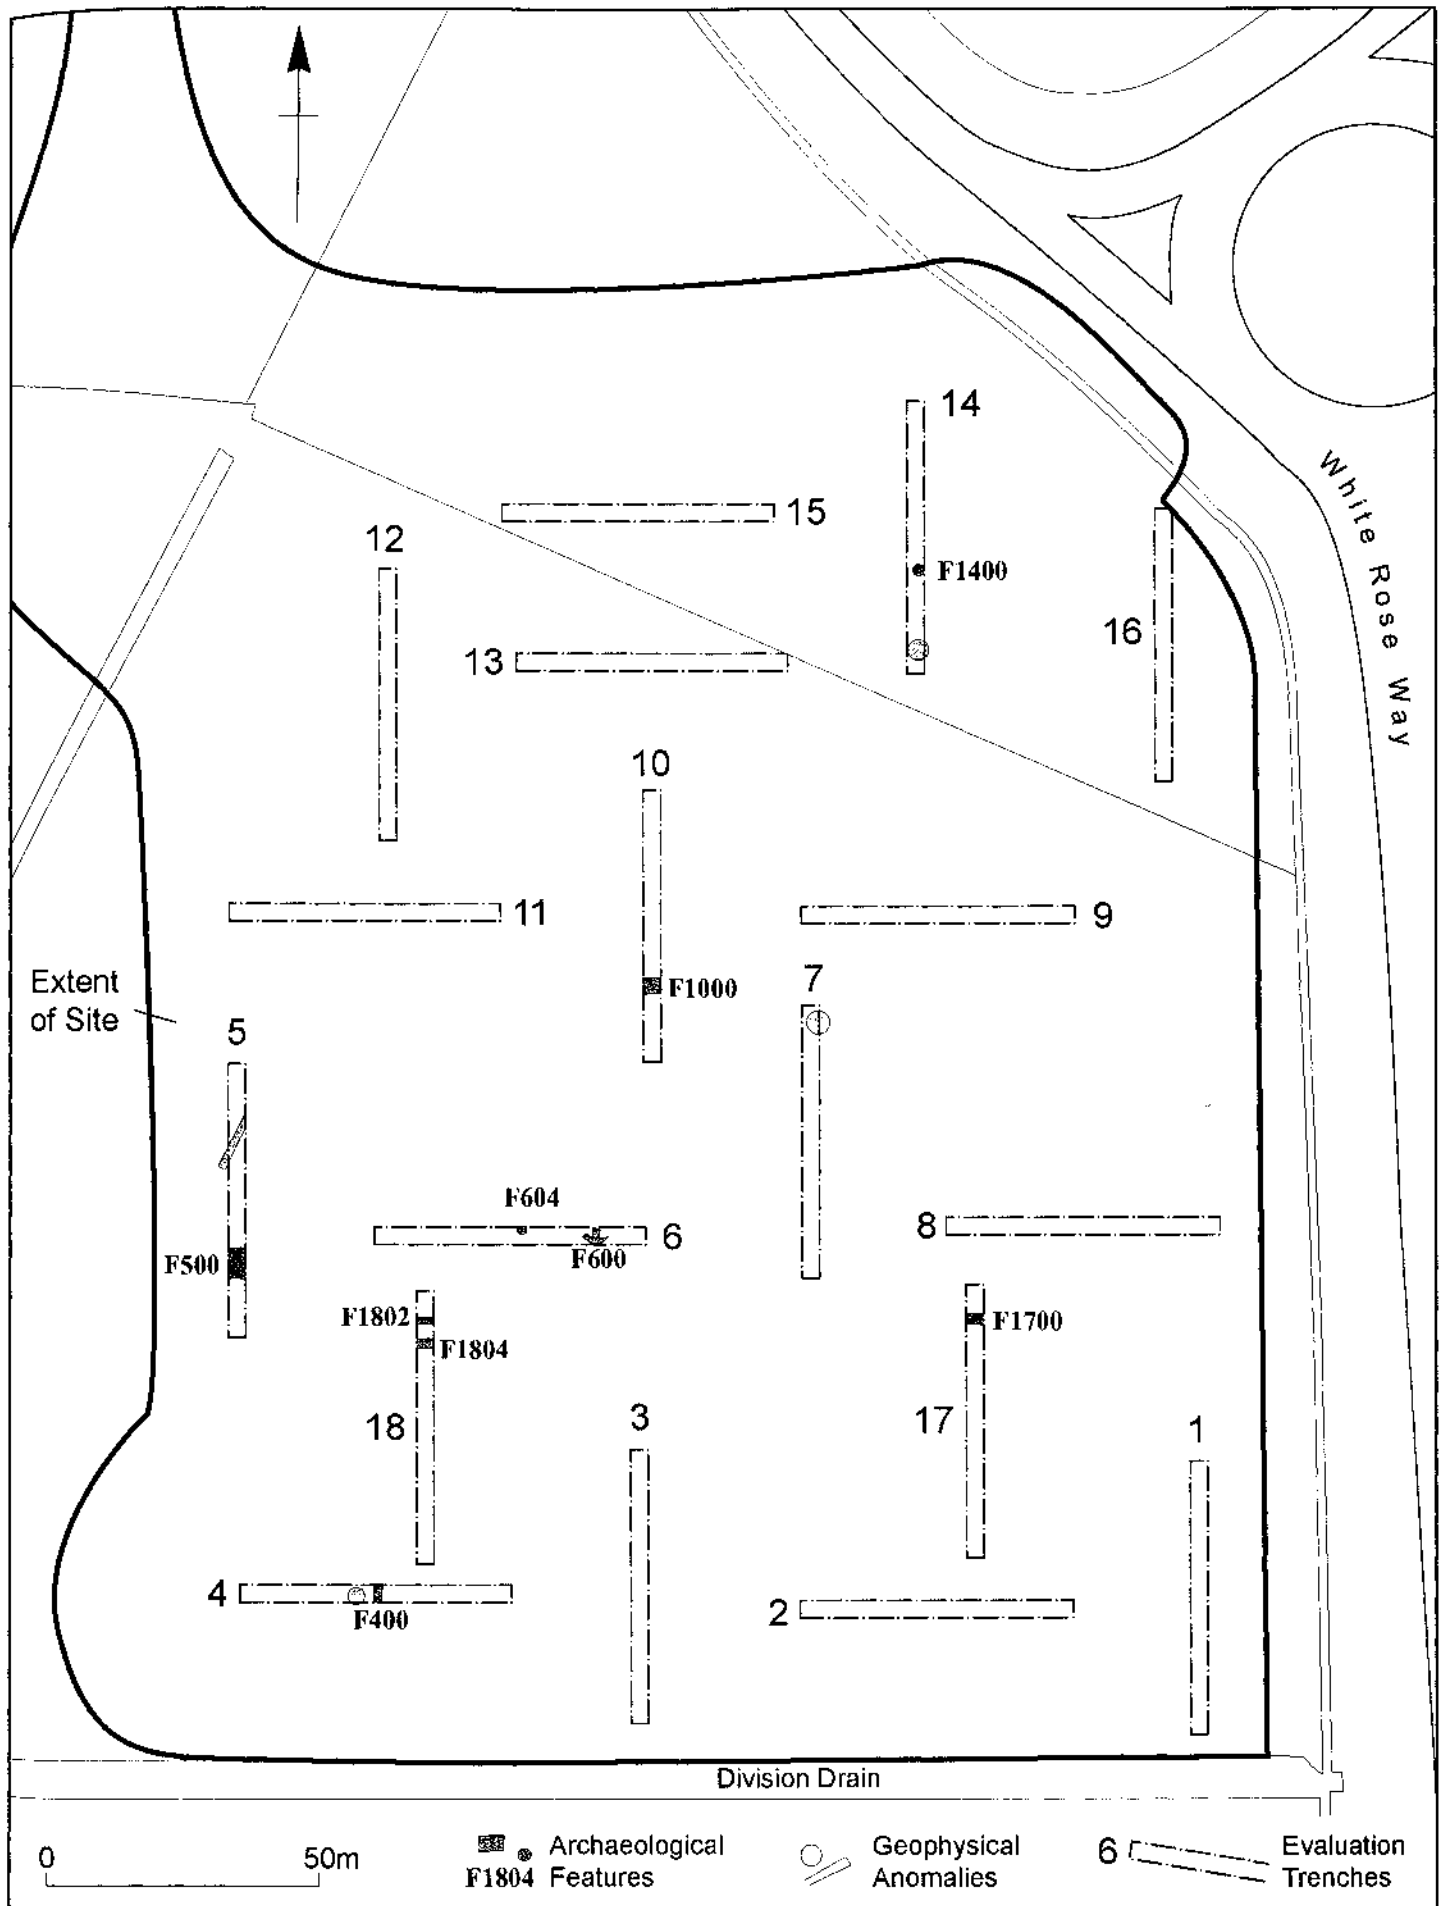 14
15
12
F1400
16
13
White Rose Way
10
11
9
F1000
7
Extent
of Site
5
F604
8
6
F600
F500
F1802
F1700
F1804
3
18
17
1
4
2
F400
Division Drain
0 50m
Archaeological
F1804 Features
Geophysical
Anomalies
6 Evaluation
Trenches